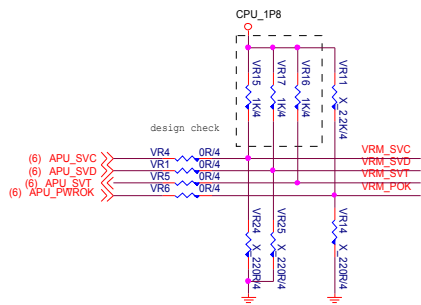 CPU_1P8
VR15
1K/4
VR17
1K/4
VR16
1K/4
VR11
X_2.2K/4
design check
(6) APU_SVC
VR4
0R/4
VRM_SVC
(6) APU_SVD
VR1
0R/4
VRM_SVD
(6) APU_SVT
VR5
0R/4
VRM_SVT
(6) APU_PWROK
VR6
0R/4
VRM_POK
VR24
X_220R/4
VR25
X_220R/4
VR14
X_220R/4